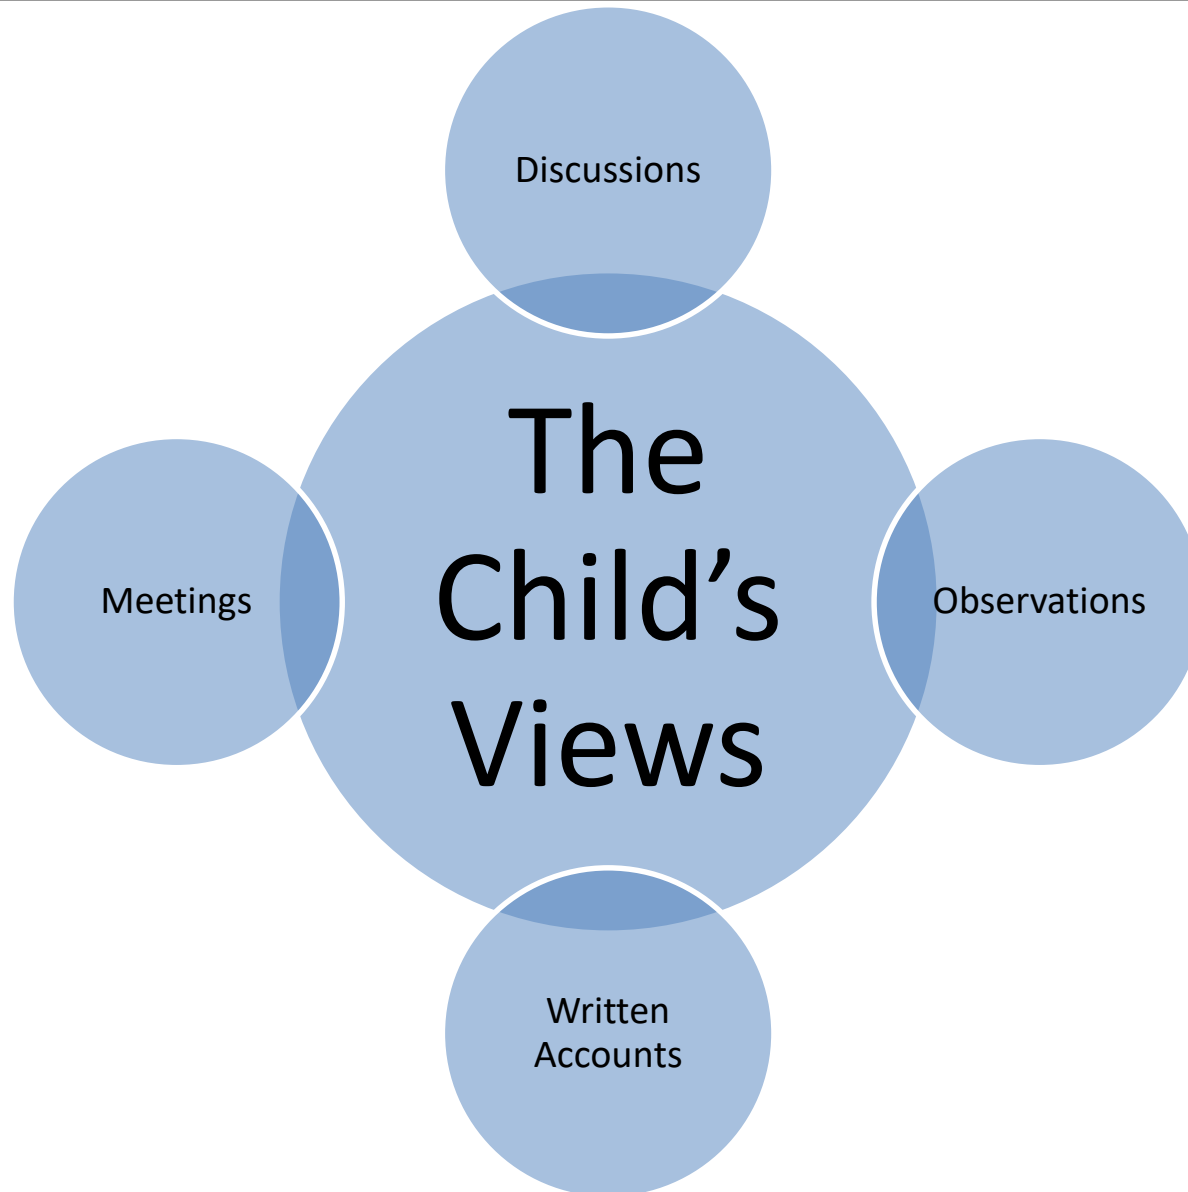 Discussions
The
Child’s
Views
Meetings
Observations
Written
Accounts